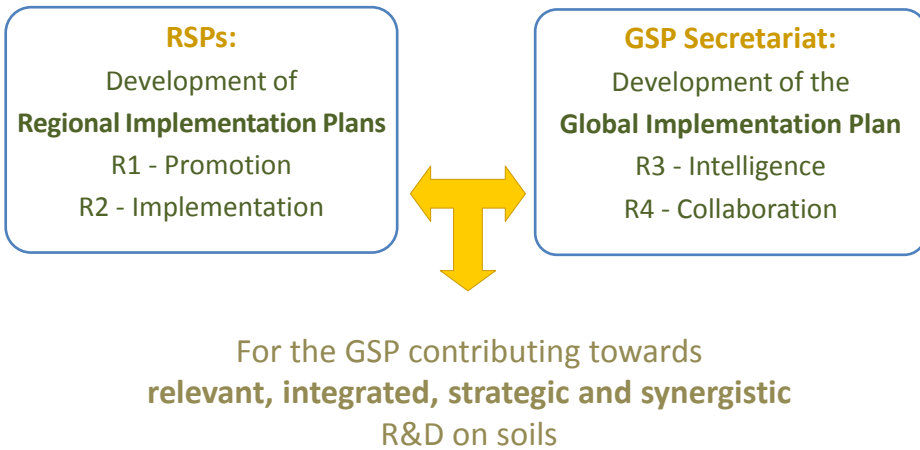 RSPs:
Development of
Regional Implementation Plans
R1 - Promotion
R2 - Implementation
GSP Secretariat:
Development of the
Global Implementation Plan
R3 - Intelligence
R4 - Collaboration
For the GSP contributing towards
relevant, integrated, strategic and synergistic
R&D on soils